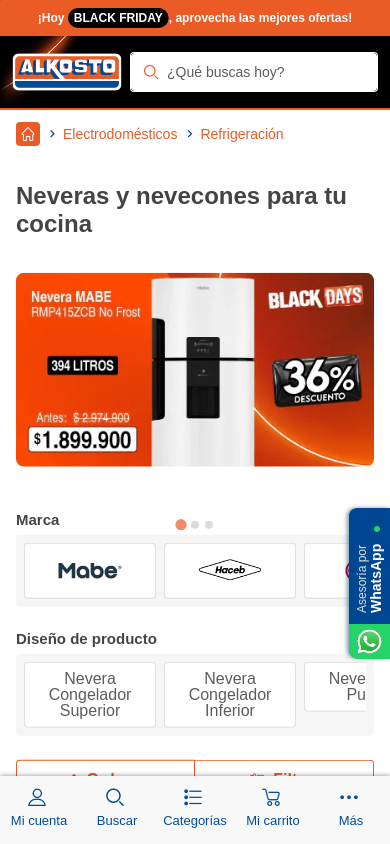 ¡Hoy BLACK FRIDAY, aprovecha las mejores ofertas!
ALKOSTO
¿Qué buscas hoy?
Electrodomésticos
Refrigeración
Neveras y nevecones para tu
cocina
Nevera MABE
RMP415ZCB No Frost
394 LITROS
Antes: $ 2.974.900
$1.899.900
BLACK DAYS
36%
DESCUENTO
Marca
Mabe
Haceb
Asesoría por
WhatsApp
Diseño de producto
Nevera
Congelador
Superior
Nevera
Congelador
Inferior
Mi cuenta
Buscar
Categorías
Mi carrito
Más